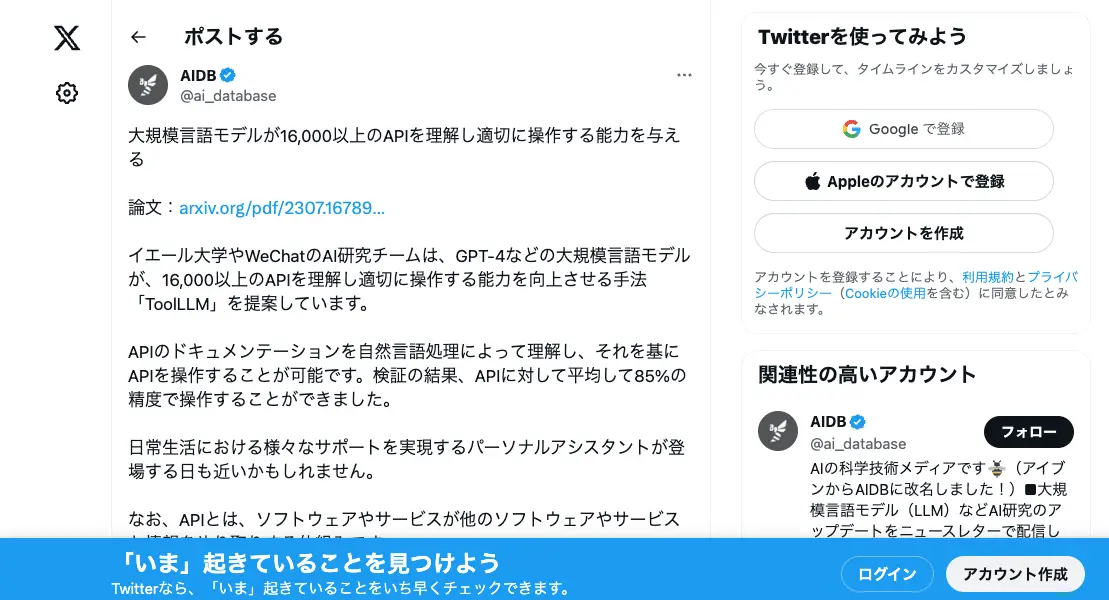 ポストする
AIDB
@ai_database
大規模言語モデルが16,000以上のAPIを理解し適切に操作する能力を与え
る
論文：arxiv.org/pdf/2307.16789…
イエール大学やWeChatのAI研究チームは、GPT-4などの大規模言語モデル
が、16,000以上のAPIを理解し適切に操作する能力を向上させる手法
「ToolLLM」を提案しています。
APIのドキュメンテーションを自然言語処理によって理解し、それを基に
APIを操作することが可能です。検証の結果、APIに対して平均して85%の
精度で操作することができました。
日常生活における様々なサポートを実現するパーソナルアシスタントが登
場する日も近いかもしれません。
なお、APIとは、ソフトウェアやサービスが他のソフトウェアやサービス
Twitterを使ってみよう
今すぐ登録して、タイムラインをカスタマイズしましょ
う。
Google で登録
Appleのアカウントで登録
アカウントを作成
アカウントを登録することにより、利用規約とプライバ
シーポリシー（Cookieの使用を含む）に同意したとみ
なされます。
関連性の高いアカウント
AIDB
@ai_database
フォロー
AIの科学技術メディアです🐝（アイブ
ンからAIDBに改名しました！）■大規
模言語モデル（LLM）などAI研究のアッ
プデートをニュースレターで配信し
「いま」起きていることを見つけよう
Twitterなら、「いま」起きていることをいち早くチェックできます。
ログイン
アカウント作成